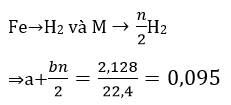 Fe→H₂ và M → n/2 H₂
⇒a+ bn/2 = 2,128/22,4 = 0,095